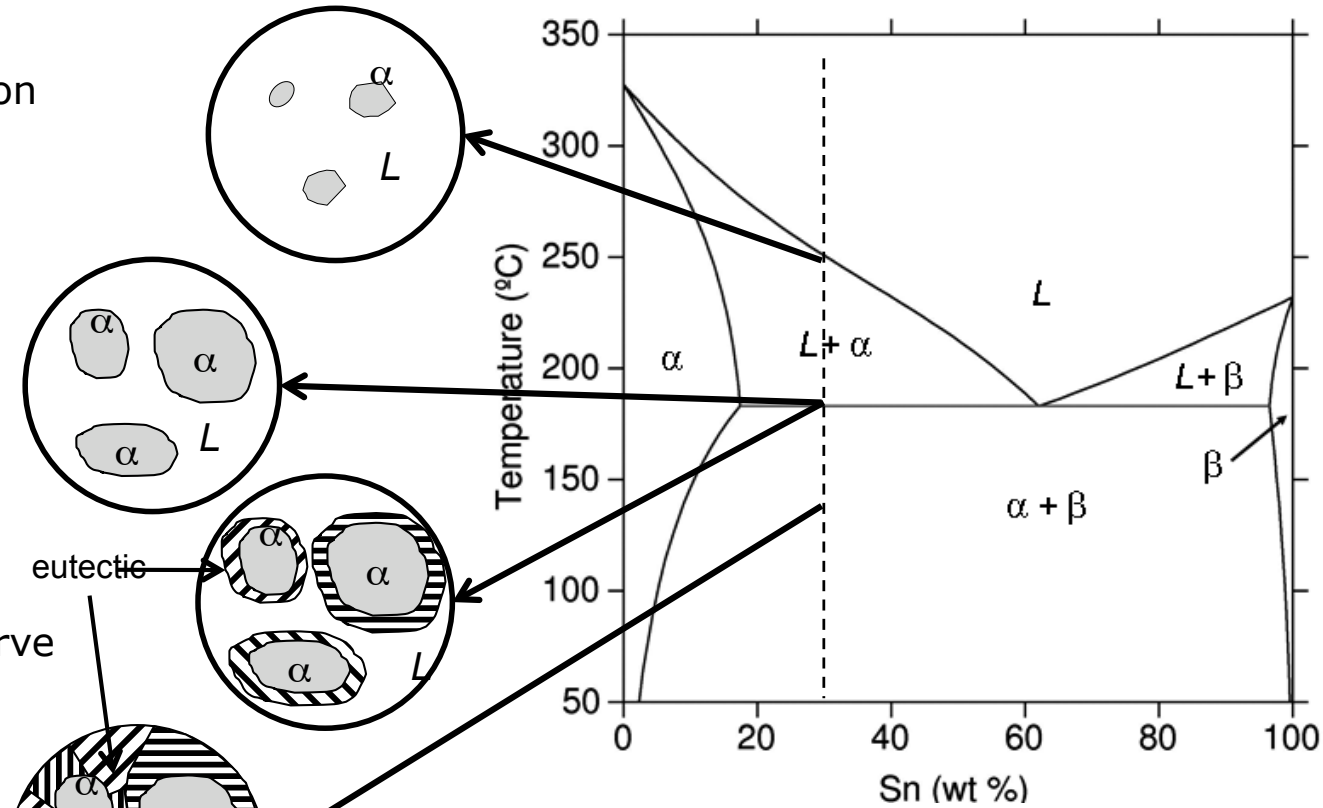 on
α
L
α
α
α
L
eutectic
α
α
α
L
rve
α
350
300
250
200
150
100
50
Temperature (ºC)
L
L+ α
α
L+ β
β
α + β
0 20 40 60 80 100
Sn (wt %)